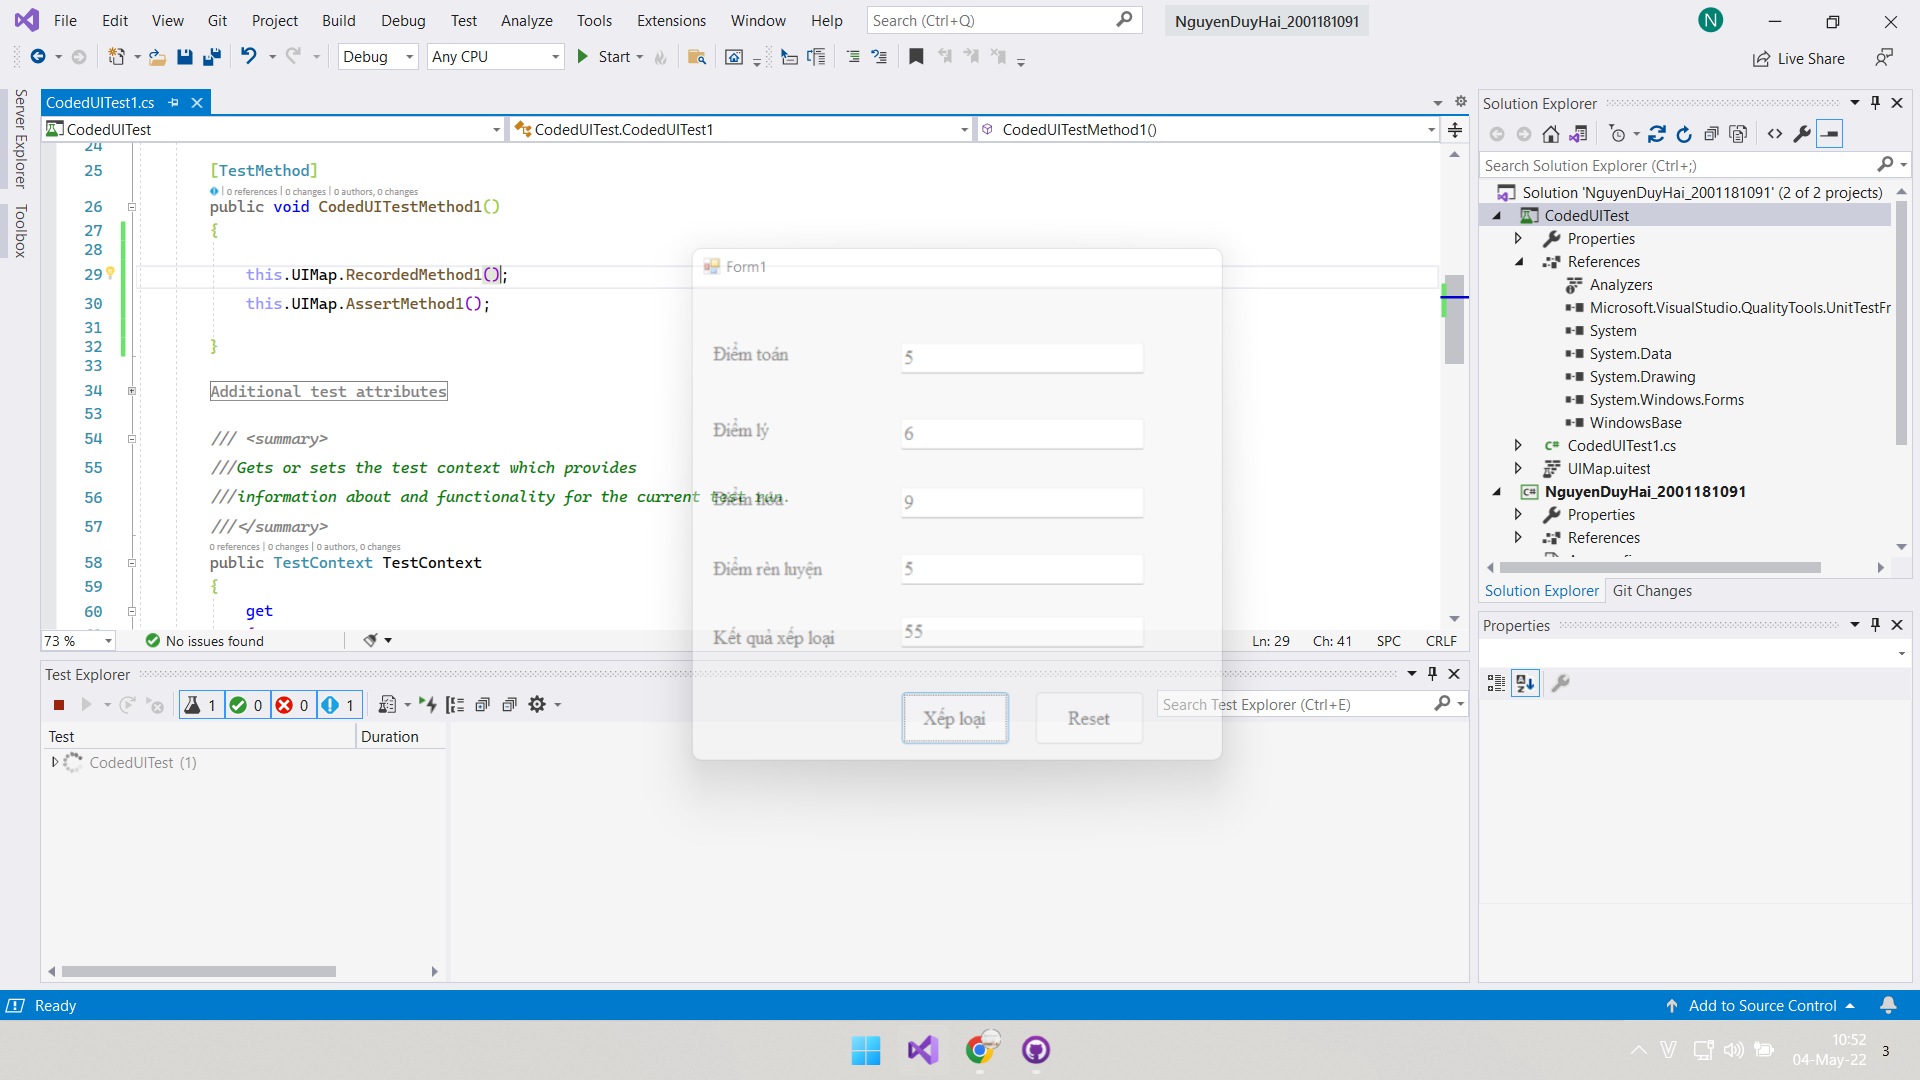 File Edit View Git Project Build Debug Test Analyze Tools Extensions Window Help Search (Ctrl+Q) NguyenDuyHai_2001181091 N
Debug Any CPU Start Live Share
Server Explorer
Toolbox
CodedUITest1.cs
CodedUITest CodedUITest.CodedUITest1 CodedUITestMethod1()
24
25 [TestMethod]
0 references | 0 changes | 0 authors, 0 changes
26 public void CodedUITestMethod1()
27 {
28
29 this.UIMap.RecordedMethod1();
30 this.UIMap.AssertMethod1();
31
32 }
33
34 Additional test attributes
53
54 /// <summary>
55 ///Gets or sets the test context which provides
56 ///information about and functionality for the current test run.
57 ///</summary>
0 references | 0 changes | 0 authors, 0 changes
58 public TestContext TestContext
59 {
60 get
73 % No issues found Ln: 29 Ch: 41 SPC CRLF
Form1
Điểm toán 5
Điểm lý 6
Điểm hóa 9
Điểm rèn luyện 5
Kết quả xếp loại 55
Xếp loại Reset
Test Explorer
1 0 0 1 Search Test Explorer (Ctrl+E)
Test Duration
CodedUITest (1)
Solution Explorer
Search Solution Explorer (Ctrl+;)
Solution 'NguyenDuyHai_2001181091' (2 of 2 projects)
CodedUITest
Properties
References
Analyzers
Microsoft.VisualStudio.QualityTools.UnitTestFr
System
System.Data
System.Drawing
System.Windows.Forms
WindowsBase
C# CodedUITest1.cs
UIMap.uitest
C# NguyenDuyHai_2001181091
Properties
References
Solution Explorer Git Changes
Properties
Ready Add to Source Control
10:52
04-May-22 3